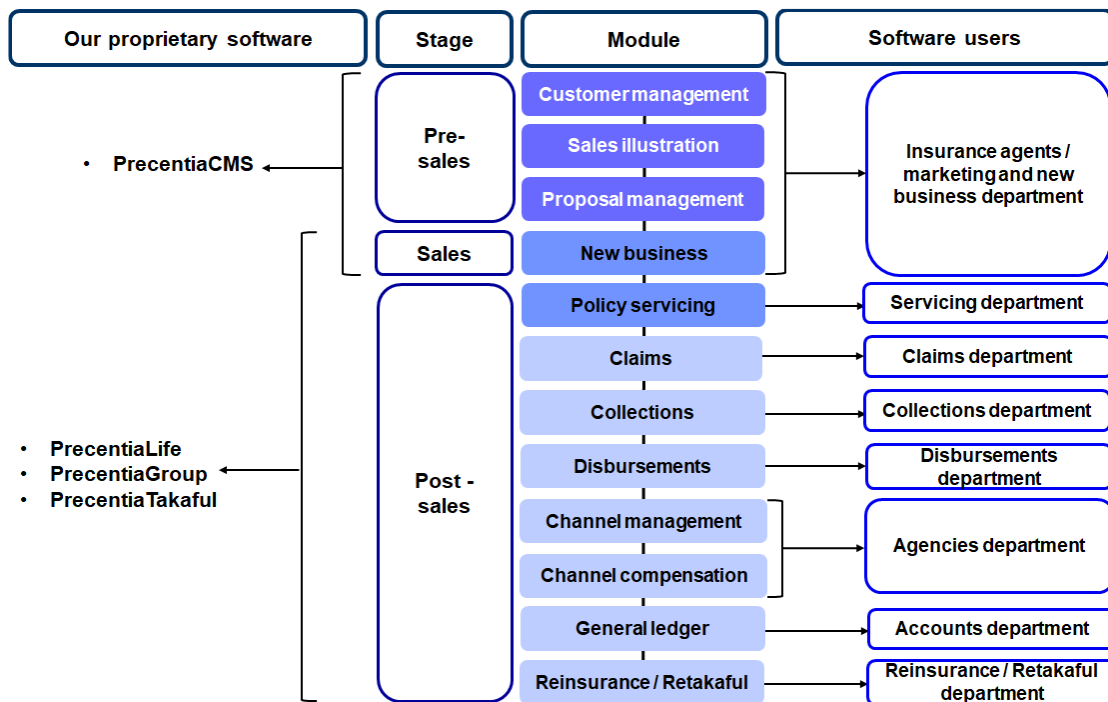 Our proprietary software
Stage
Module
Software users
Pre-
sales
Sales
Post -
sales
• PrecentiaCMS
• PrecentiaLife
• PrecentiaGroup
• PrecentiaTakaful
Customer management
Sales illustration
Proposal management
New business
Policy servicing
Claims
Collections
Disbursements
Channel management
Channel compensation
General ledger
Reinsurance / Retakaful
Insurance agents /
marketing and new
business department
Servicing department
Claims department
Collections department
Disbursements
department
Agencies department
Accounts department
Reinsurance / Retakaful
department